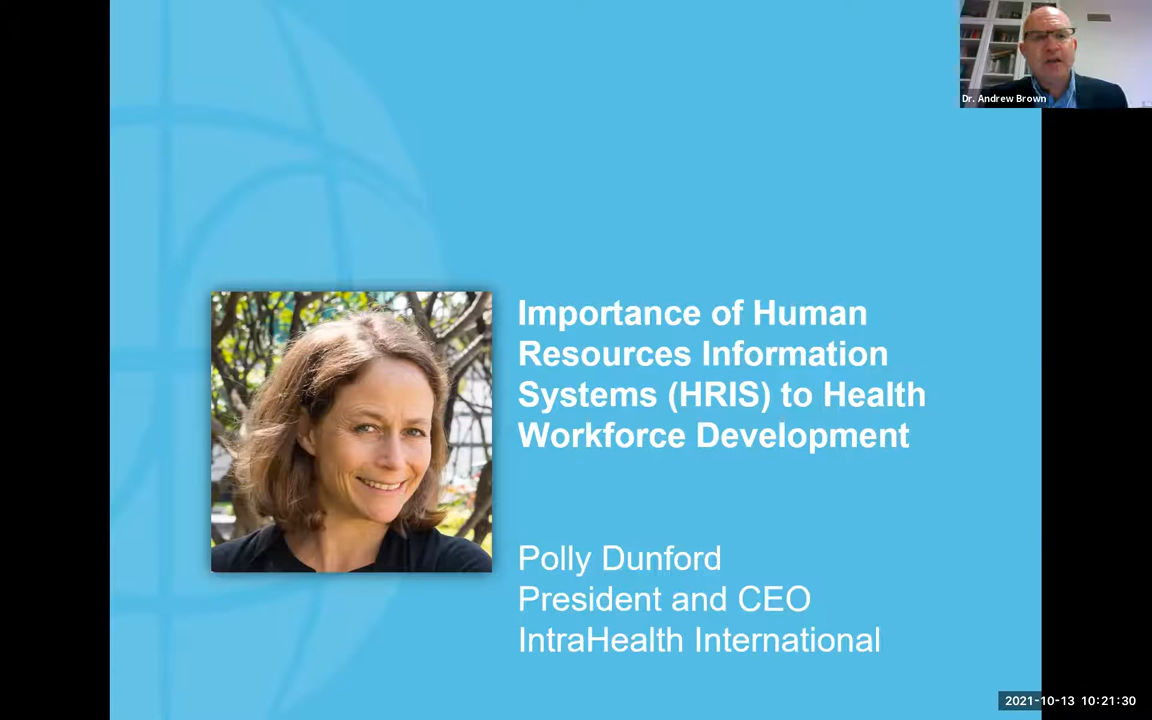 Dr. Andrew Brown
Importance of Human
Resources Information
Systems (HRIS) to Health
Workforce Development
Polly Dunford
President and CEO
IntraHealth International
2021-10-13 10:21:30